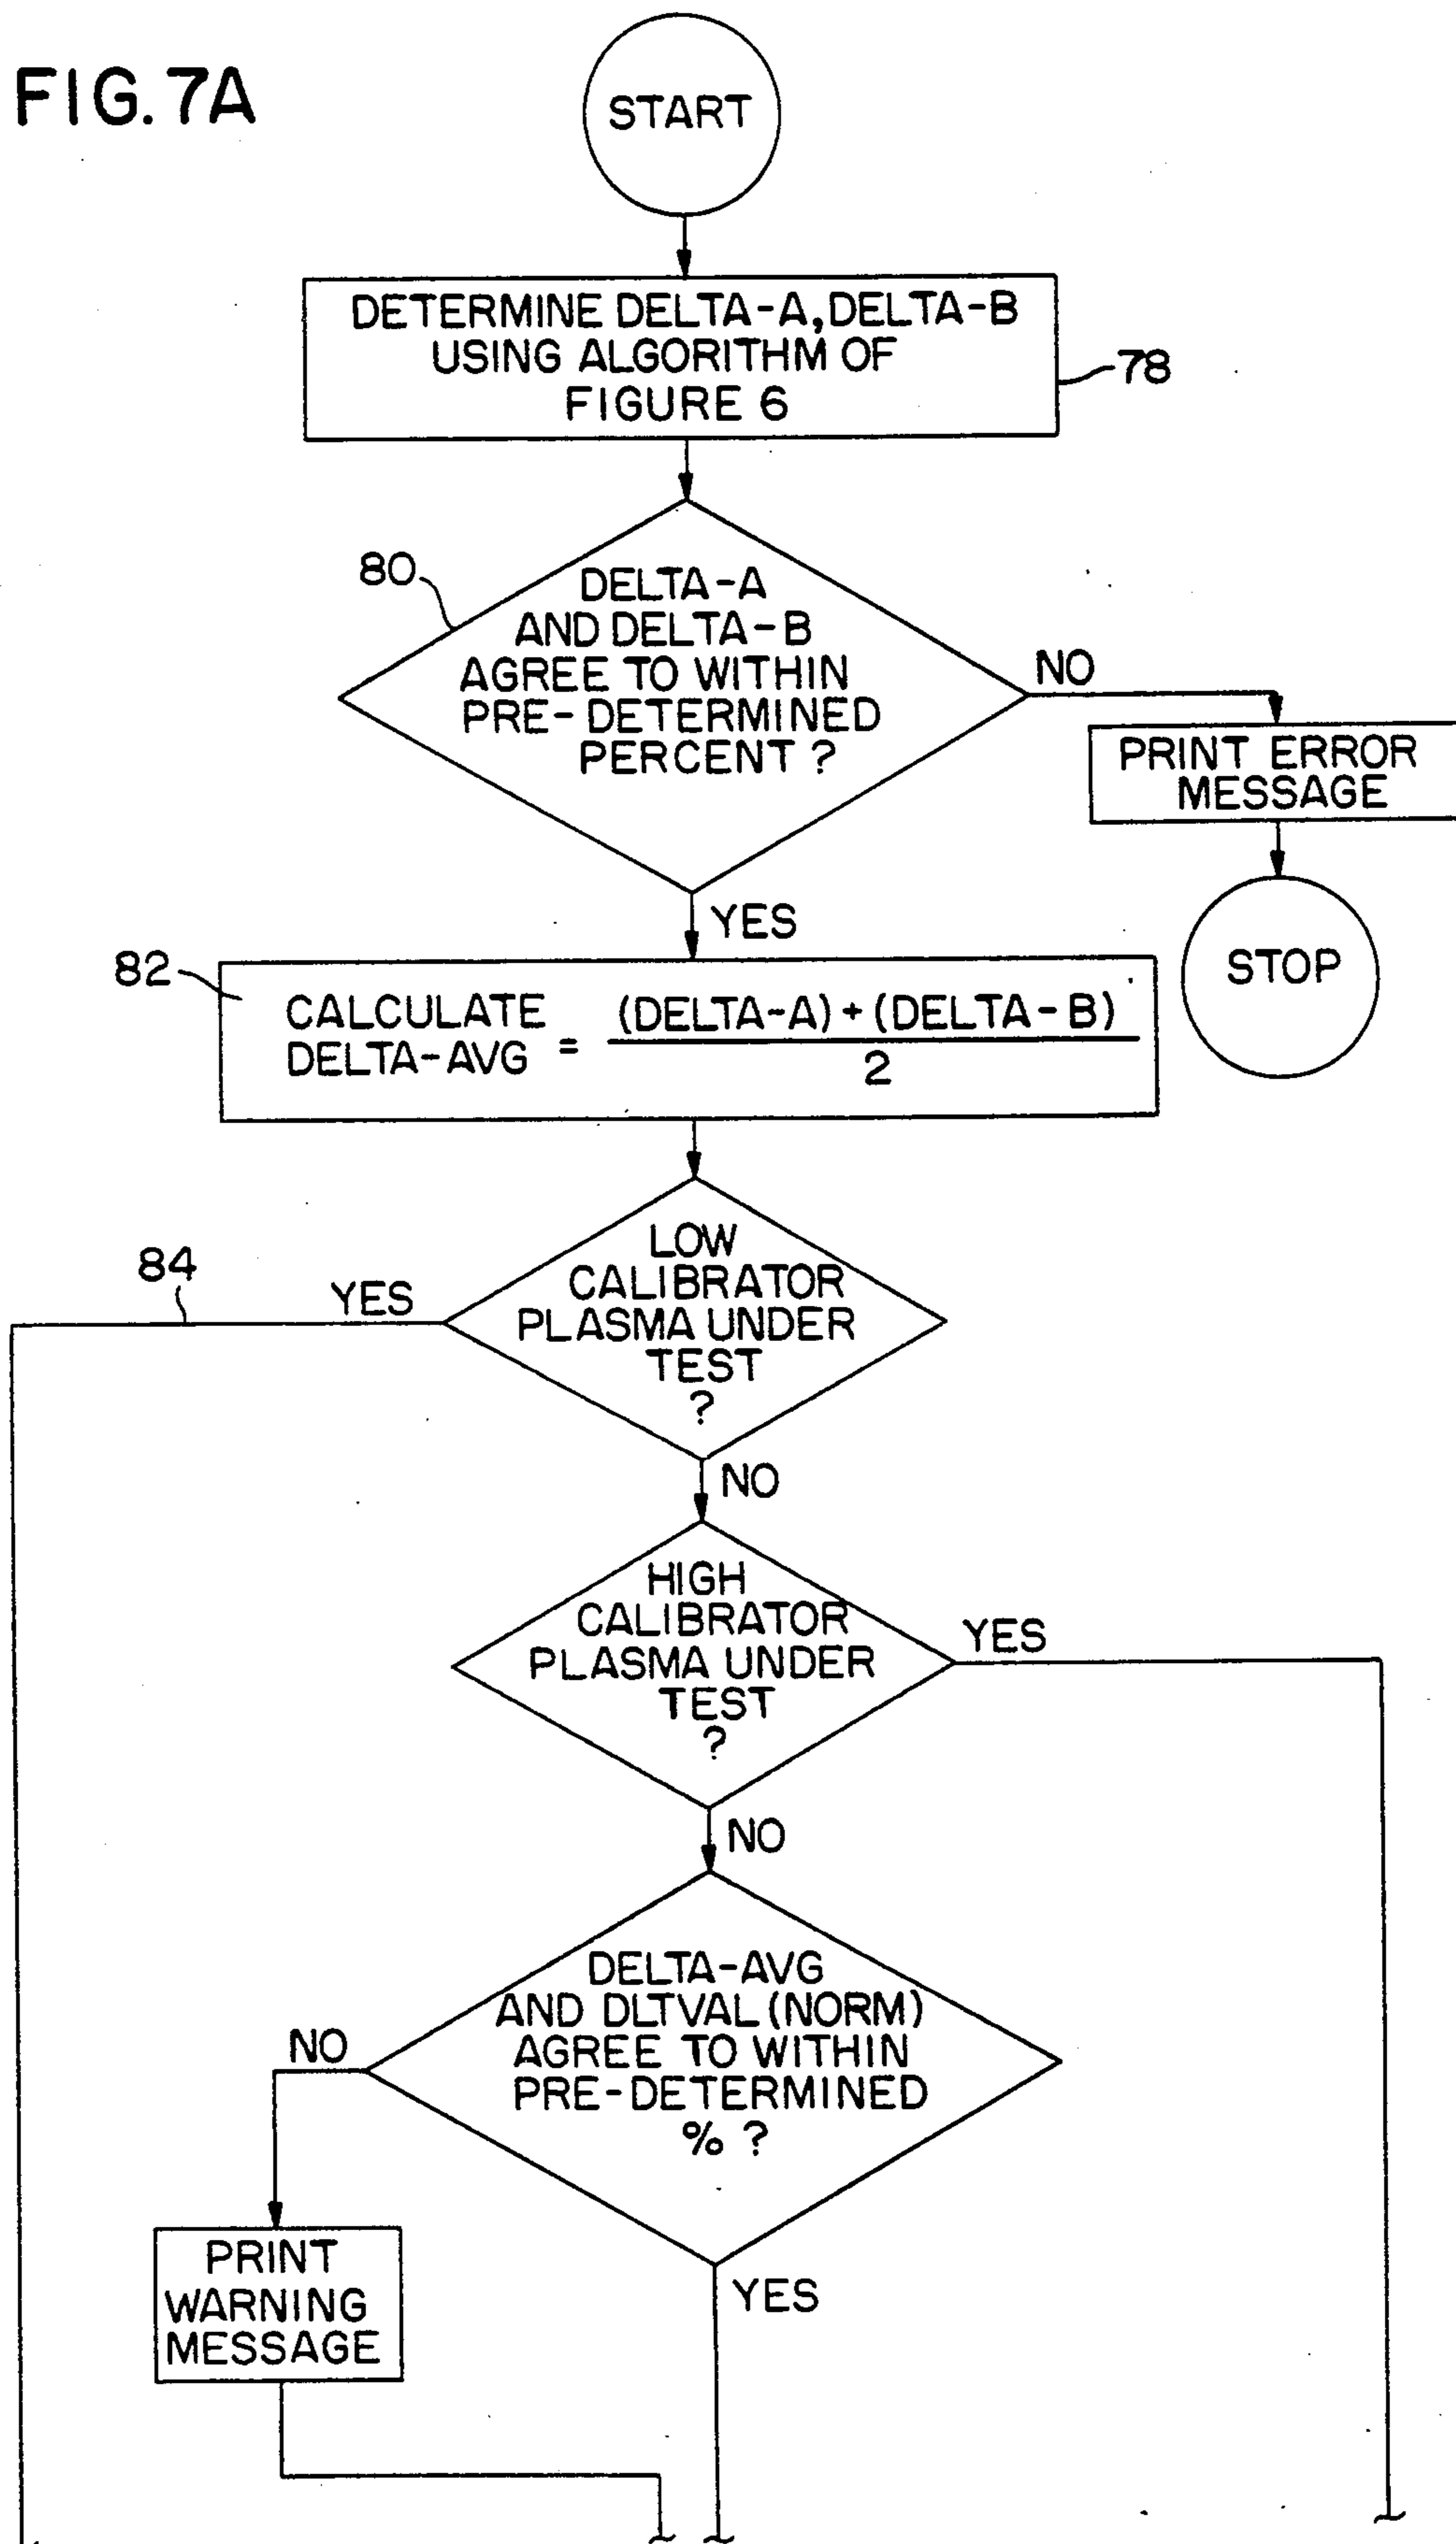 FIG. 7A
START
DETERMINE DELTA-A, DELTA-B
USING ALGORITHM OF
FIGURE 6
78
80
DELTA-A
AND DELTA-B
AGREE TO WITHIN
PRE-DETERMINED
PERCENT ?
NO
PRINT ERROR
MESSAGE
STOP
YES
82
CALCULATE
DELTA-AVG = (DELTA-A) + (DELTA-B)
2
LOW
CALIBRATOR
PLASMA UNDER
TEST
?
84
YES
NO
HIGH
CALIBRATOR
PLASMA UNDER
TEST
?
YES
NO
DELTA-AVG
AND DLTVAL (NORM)
AGREE TO WITHIN
PRE-DETERMINED
% ?
NO
PRINT
WARNING
MESSAGE
YES